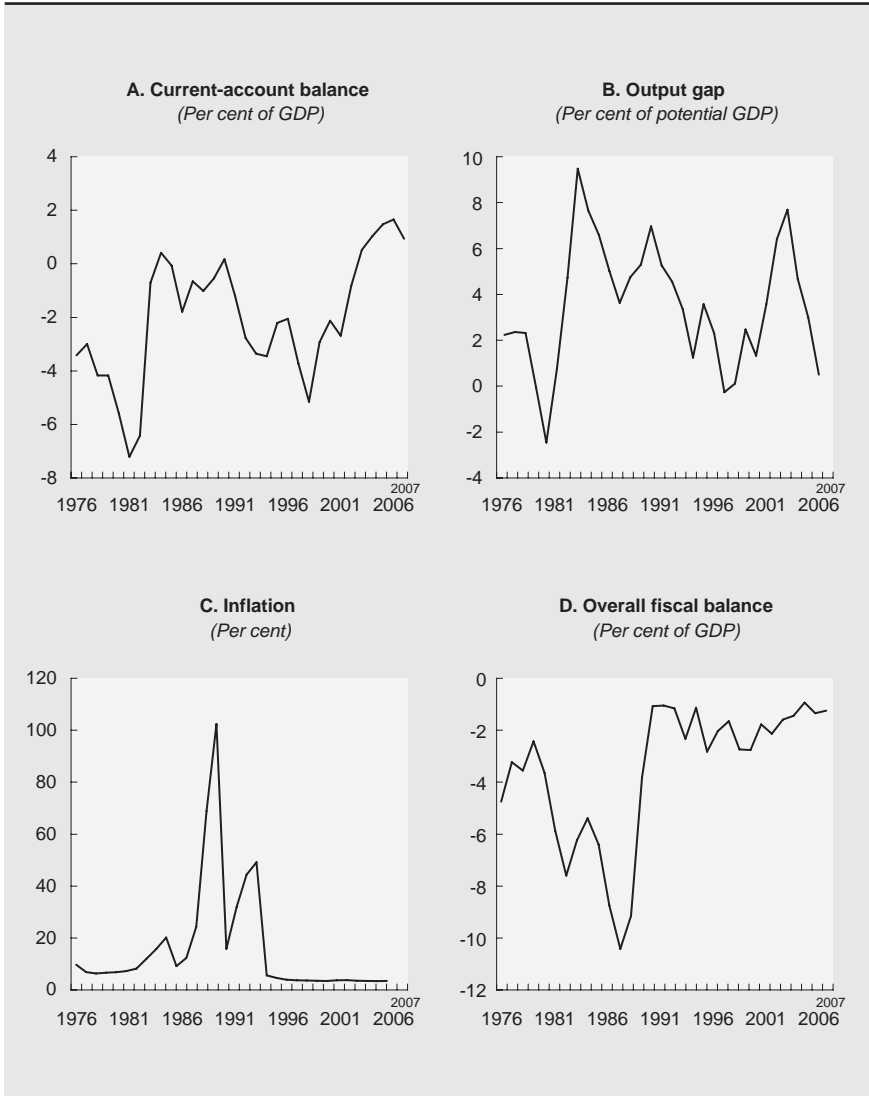 A. Current-account balance
(Per cent of GDP)
4
2
0
-2
-4
-6
-8
2007
1976 1981 1986 1991 1996 2001 2006
B. Output gap
(Per cent of potential GDP)
10
8
6
4
2
0
-2
-4
2007
1976 1981 1986 1991 1996 2001 2006
C. Inflation
(Per cent)
120
100
80
60
40
20
0
2007
1976 1981 1986 1991 1996 2001 2006
D. Overall fiscal balance
(Per cent of GDP)
0
-2
-4
-6
-8
-10
-12
2007
1976 1981 1986 1991 1996 2001 2006